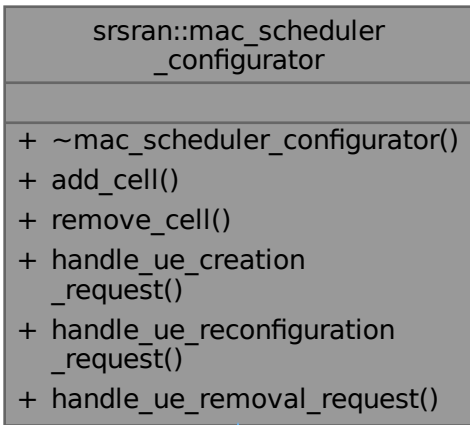 srsran::mac_scheduler
_configurator
+ ~mac_scheduler_configurator()
+ add_cell()
+ remove_cell()
+ handle_ue_creation
_request()
+ handle_ue_reconfiguration
_request()
+ handle_ue_removal_request()